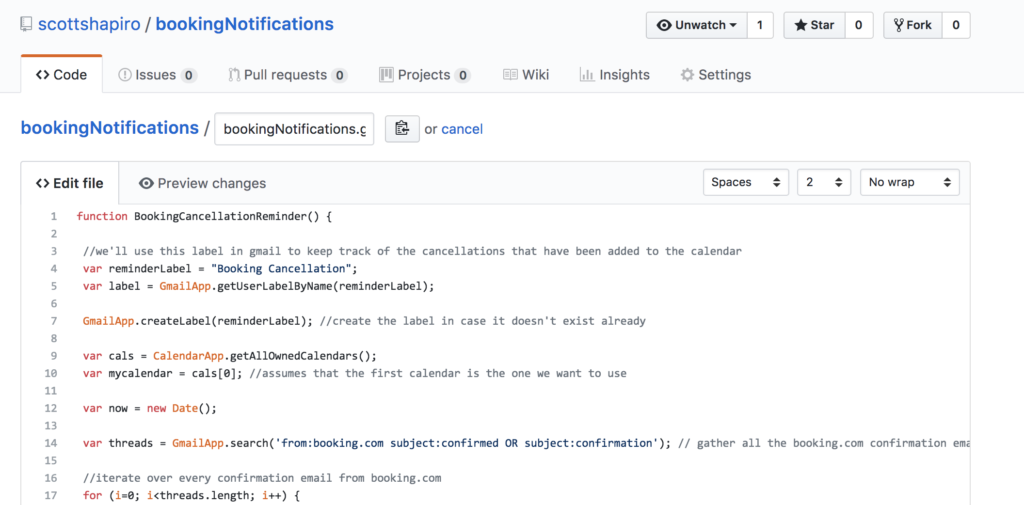 scottshapiro / bookingNotifications
Unwatch 1 Star 0 Fork 0
Code Issues 0 Pull requests 0 Projects 0 Wiki Insights Settings
bookingNotifications / bookingNotifications.g or cancel
Edit file Preview changes Spaces 2 No wrap
1 function BookingCancellationReminder() {
2
3 //we'll use this label in gmail to keep track of the cancellations that have been added to the calendar
4 var reminderLabel = "Booking Cancellation";
5 var label = GmailApp.getUserLabelByName(reminderLabel);
6
7 GmailApp.createLabel(reminderLabel); //create the label in case it doesn't exist already
8
9 var cals = CalendarApp.getAllOwnedCalendars();
10 var mycalendar = cals[0]; //assumes that the first calendar is the one we want to use
11
12 var now = new Date();
13
14 var threads = GmailApp.search('from:booking.com subject:confirmed OR subject:confirmation'); // gather all the booking.com confirmation ema
15
16 //iterate over every confirmation email from booking.com
17 for (i=0; i<threads.length; i++) {